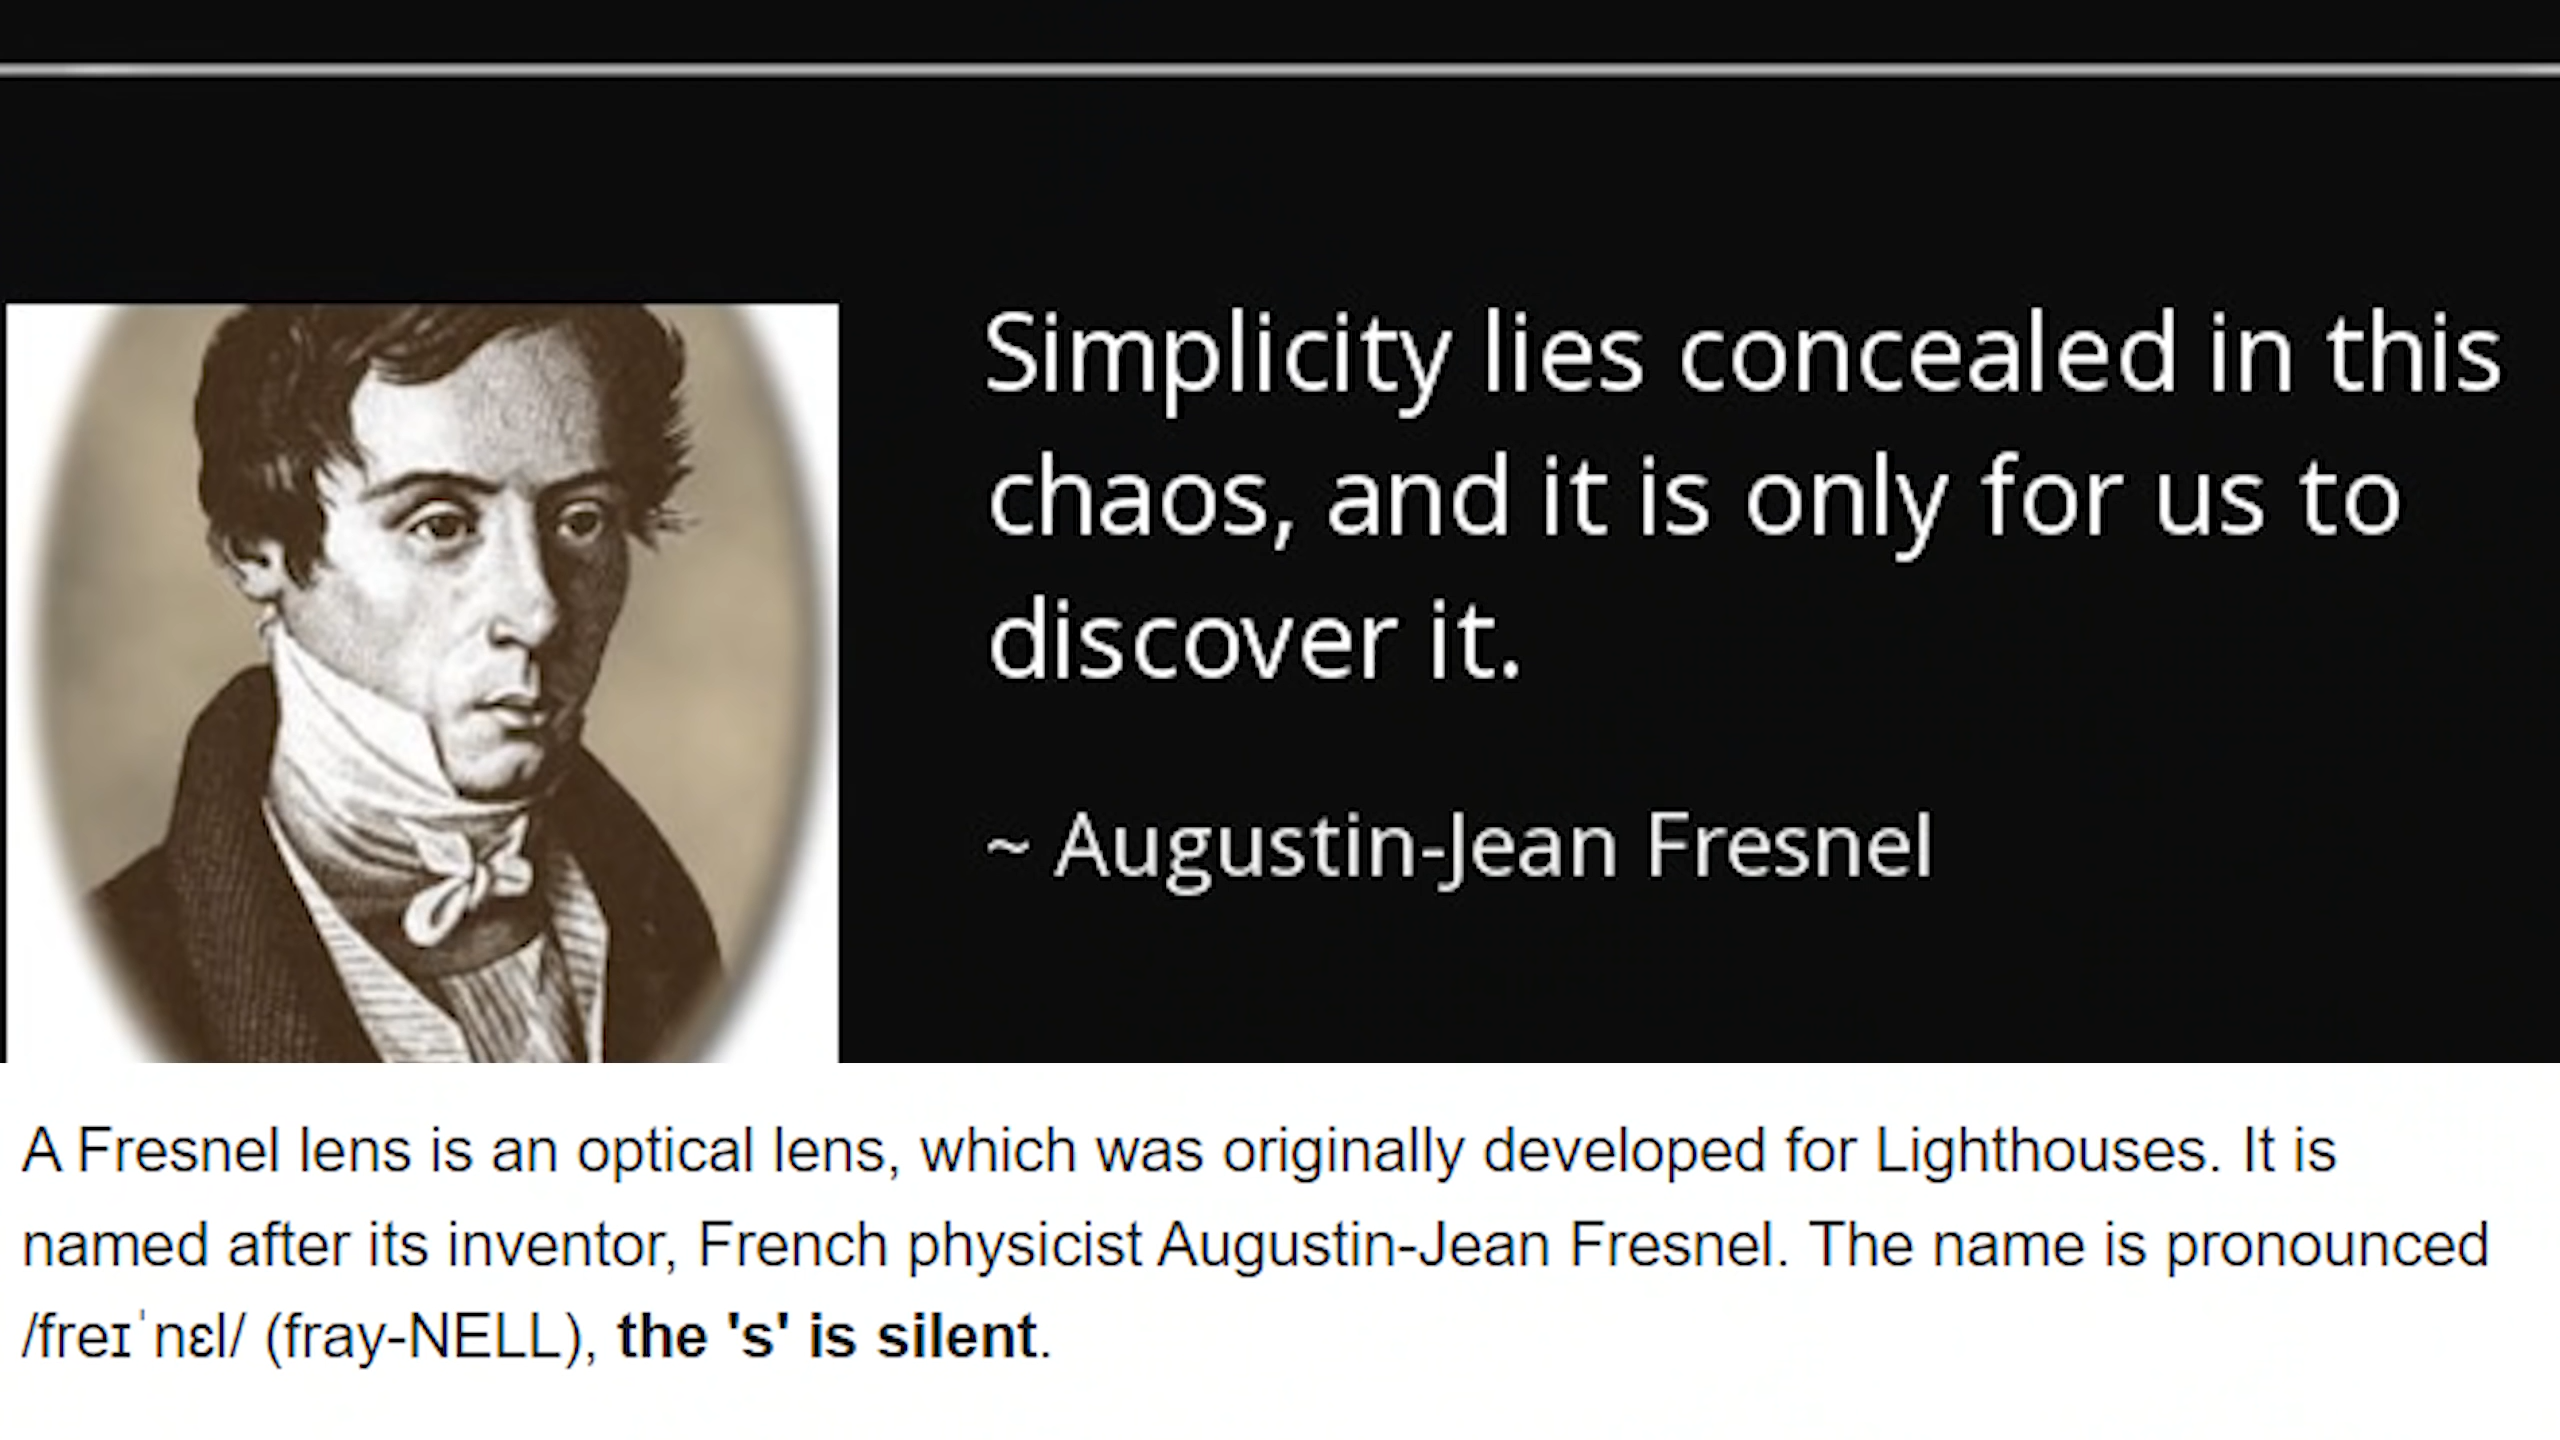 Simplicity lies concealed in this
chaos, and it is only for us to
discover it.
~ Augustin-Jean Fresnel
A Fresnel lens is an optical lens, which was originally developed for Lighthouses. It is
named after its inventor, French physicist Augustin-Jean Fresnel. The name is pronounced
/freɪˈnɛl/ (fray-NELL), the 's' is silent.